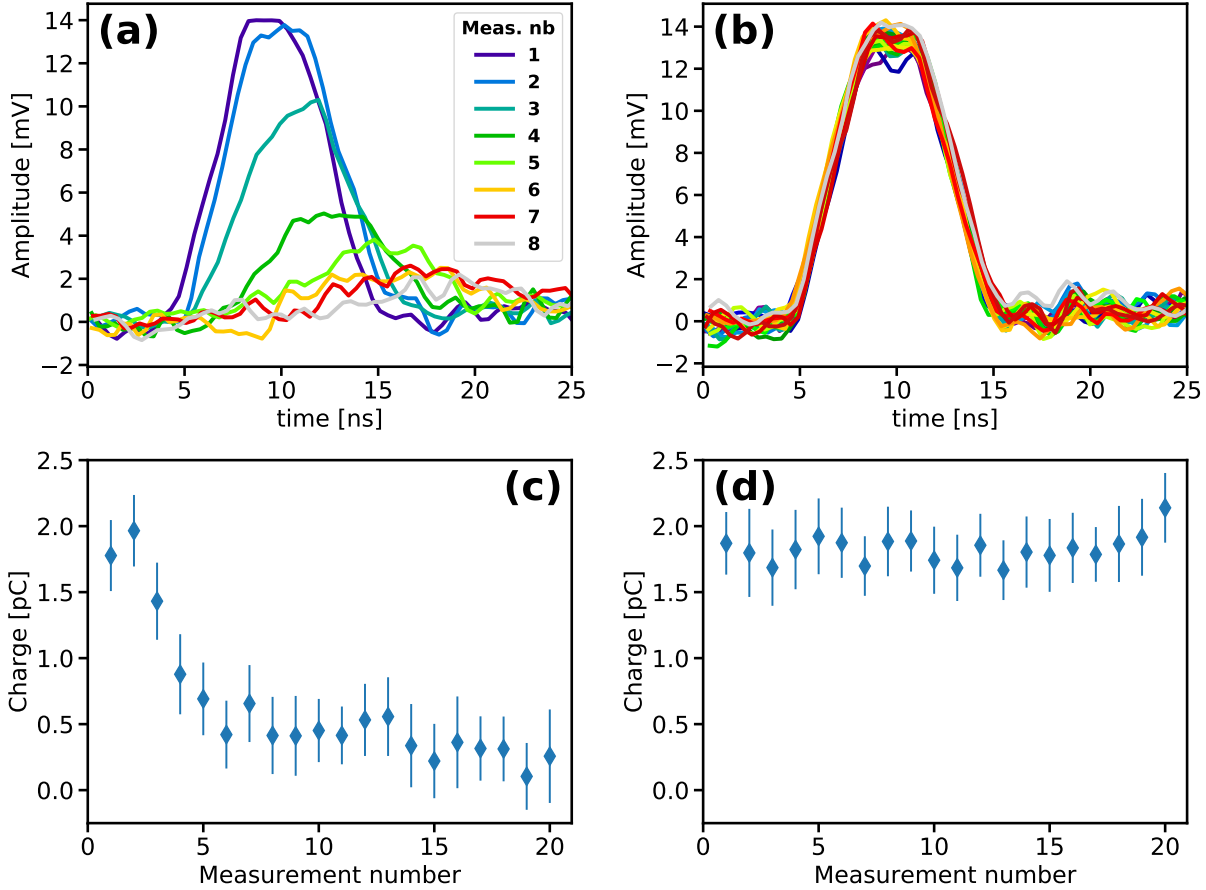 (a)
Meas. nb
1
2
3
4
5
6
7
8
Amplitude [mV]
14
12
10
8
6
4
2
0
−2
0 5 10 15 20 25
time [ns]
(b)
Amplitude [mV]
14
12
10
8
6
4
2
0
−2
0 5 10 15 20 25
time [ns]
(c)
Charge [pC]
2.5
2.0
1.5
1.0
0.5
0.0
0 5 10 15 20
Measurement number
(d)
Charge [pC]
2.5
2.0
1.5
1.0
0.5
0.0
0 5 10 15 20
Measurement number